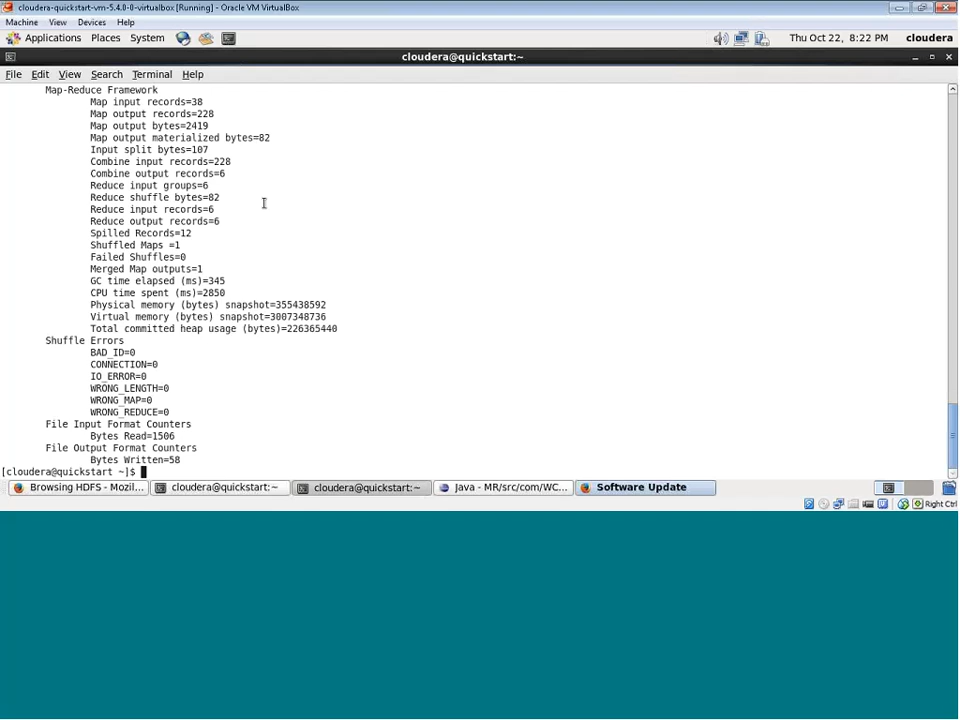 cloudera-quickstart-vm-5.4.0-0-virtualbox [Running] - Oracle VM VirtualBox
Machine View Devices Help
Applications Places System Thu Oct 22, 8:22 PM cloudera
cloudera@quickstart:~
File Edit View Search Terminal Help
Map-Reduce Framework
Map input records=38
Map output records=228
Map output bytes=2419
Map output materialized bytes=82
Input split bytes=107
Combine input records=228
Combine output records=6
Reduce input groups=6
Reduce shuffle bytes=82
Reduce input records=6
Reduce output records=6
Spilled Records=12
Shuffled Maps =1
Failed Shuffles=0
Merged Map outputs=1
GC time elapsed (ms)=345
CPU time spent (ms)=2850
Physical memory (bytes) snapshot=355438592
Virtual memory (bytes) snapshot=3007348736
Total committed heap usage (bytes)=226365440
Shuffle Errors
BAD_ID=0
CONNECTION=0
IO_ERROR=0
WRONG_LENGTH=0
WRONG_MAP=0
WRONG_REDUCE=0
File Input Format Counters
Bytes Read=1506
File Output Format Counters
Bytes Written=58
[cloudera@quickstart ~]$
Browsing HDFS - Mozil... cloudera@quickstart:~ cloudera@quickstart:~ Java - MR/src/com/WC... Software Update
Right Ctrl